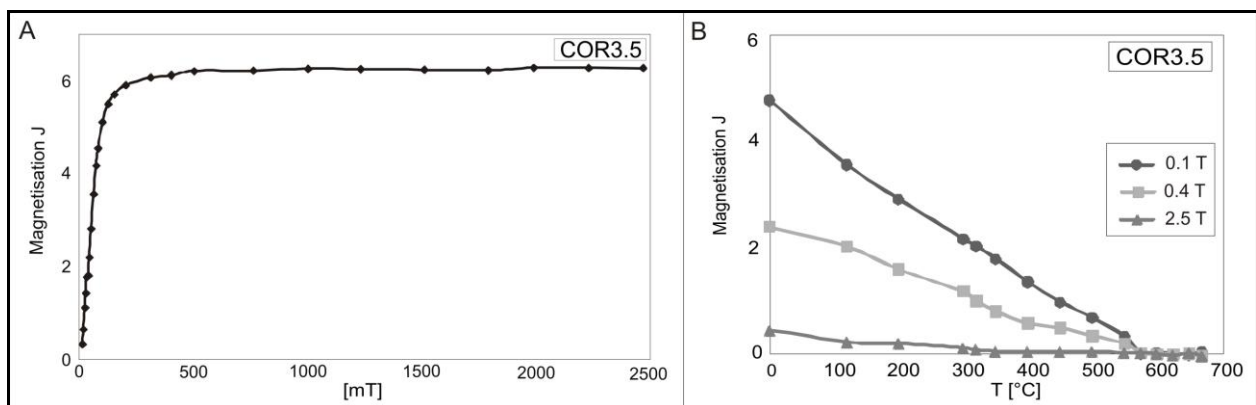 A
COR3.5
6
4
2
0
Magnetisation J
0 500 1000 1500 2000 2500
[mT]
B
COR3.5
6
4
2
0
Magnetisation J
0.1 T
0.4 T
2.5 T
0 100 200 300 400 500 600 700
T [°C]